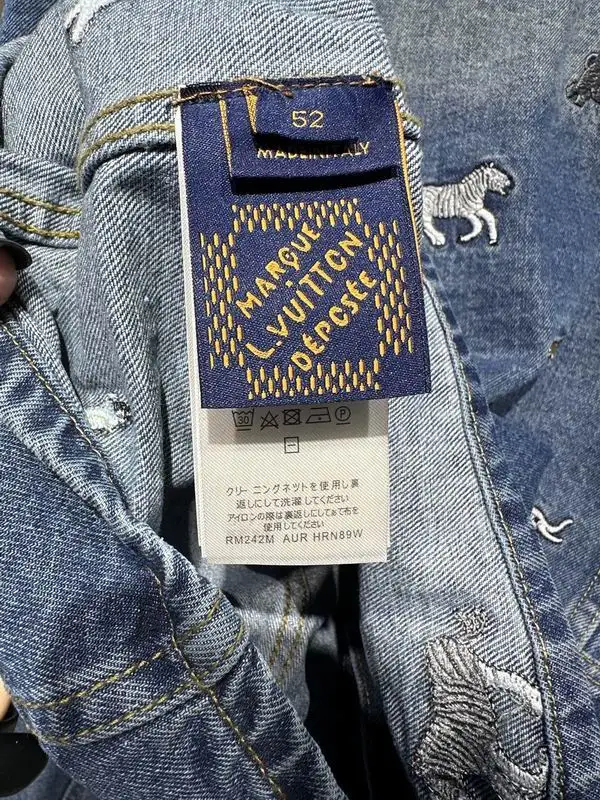 52
MADE IN ITALY
MARQUE
L.VUITTON
DÉPOSÉE
30
P
クリーニングネットを使用し裏
返しにして洗濯してください
アイロンの際は裏返しにしてあて布を
使用してください
RM242M AUR HRN89W